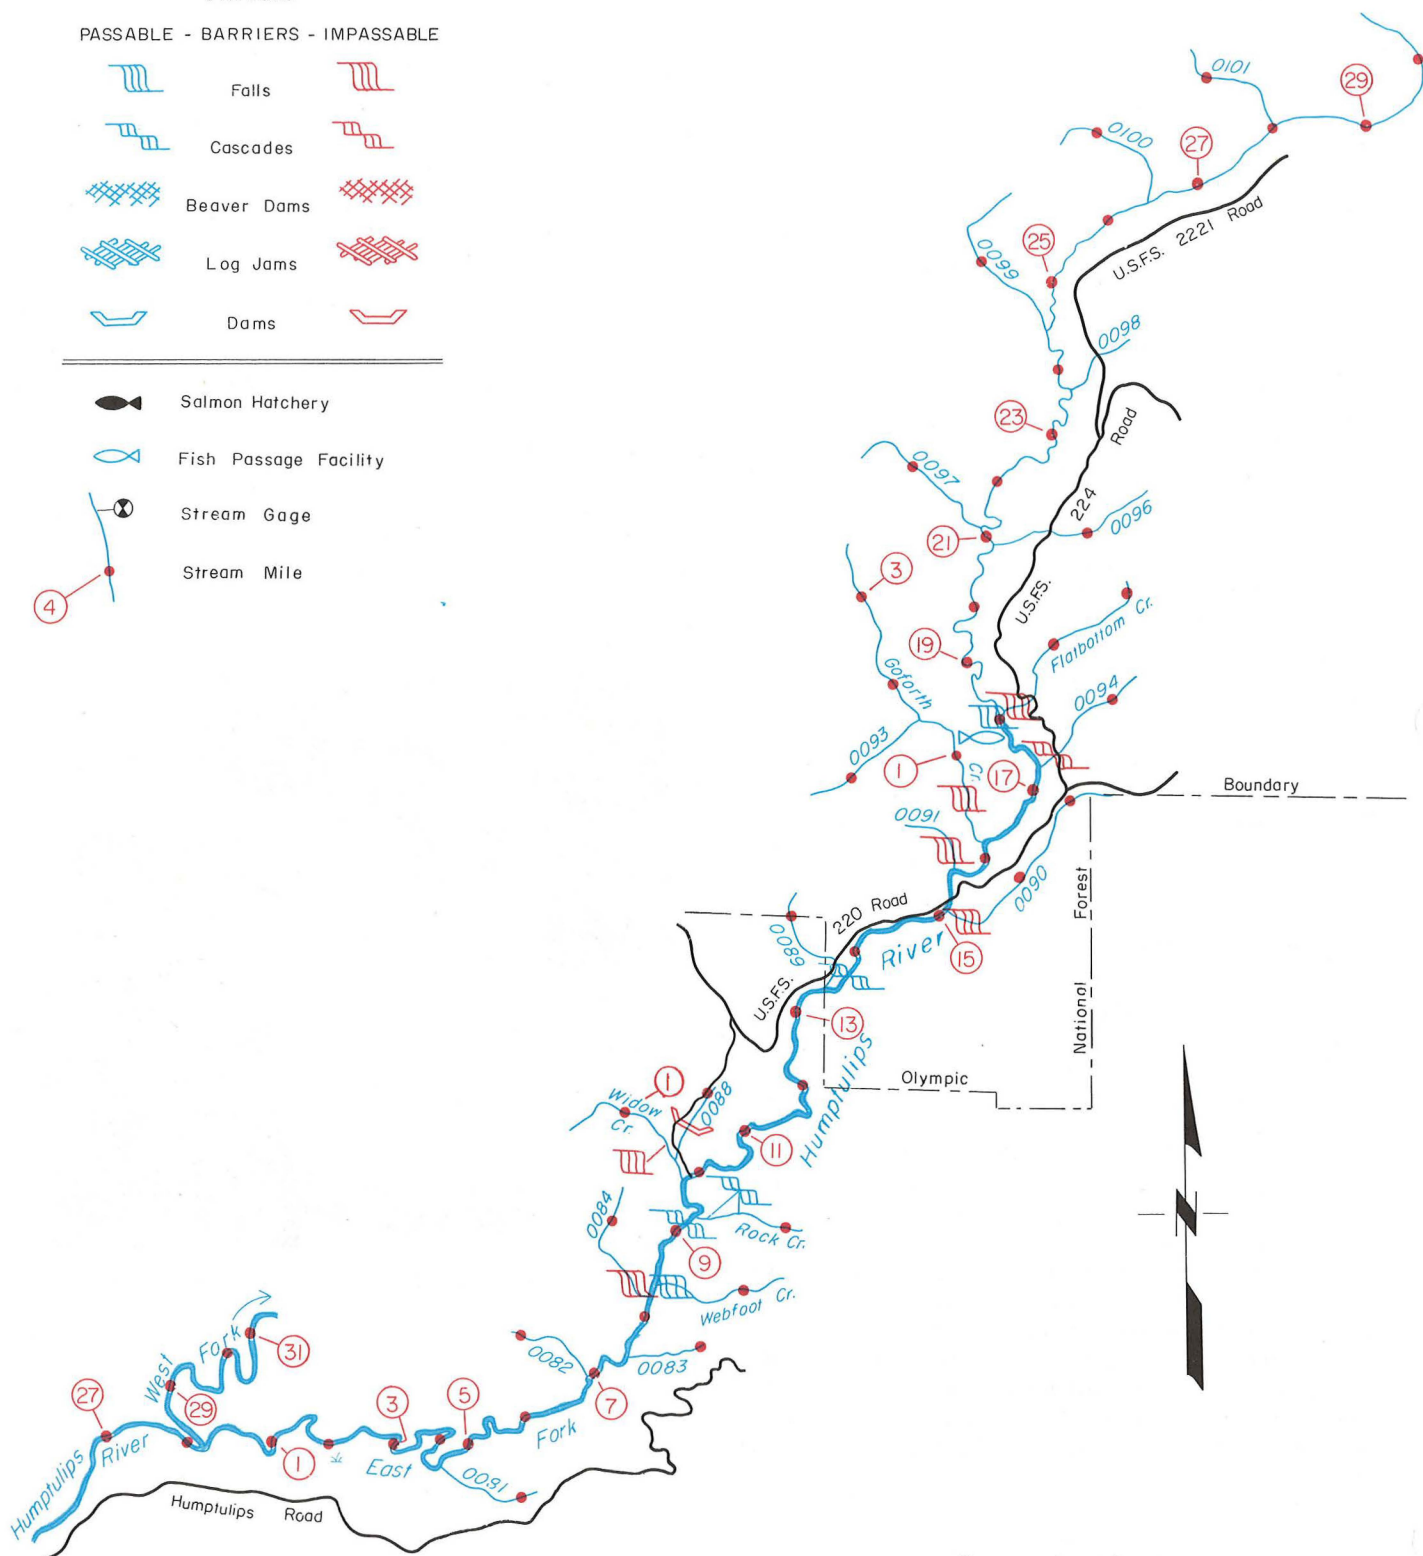 PASSABLE - BARRIERS - IMPASSABLE
Falls
Cascades
Beaver Dams
Log Jams
Dams
Salmon Hatchery
Fish Passage Facility
Stream Gage
Stream Mile
4
0101
29
0100
27
U.S.F.S. 2221 Road
0099
25
0098
23
Road
0097
224
0096
21
3
U.S.F.S.
Flatbottom Cr.
19
Goforth
0094
0093
1
Cr.
17
Boundary
0091
0090
Forest
220 Road
0089
River
15
U.S.F.S.
13
National
Humptulips
Olympic
1
Widow
Cr.
0088
11
N
0084
Rock Cr.
9
Webfoot Cr.
Fork
31
West
0082
0083
29
27
3
5
7
River
Fork
1
East
0081
Humptulips
Humptulips Road